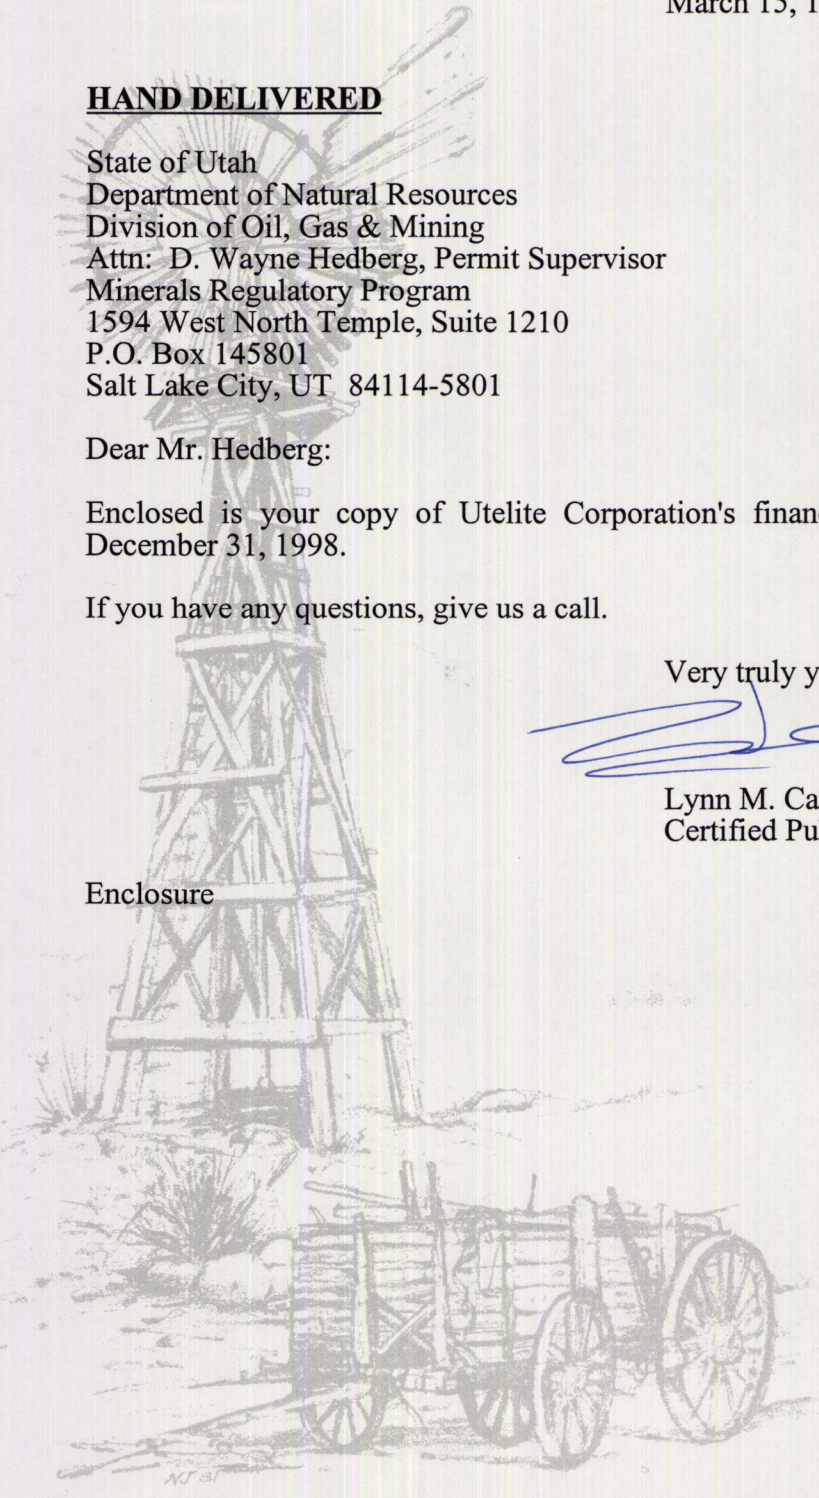 March 15, 1
HAND DELIVERED
State of Utah
Department of Natural Resources
Division of Oil, Gas & Mining
Attn: D. Wayne Hedberg, Permit Supervisor
Minerals Regulatory Program
1594 West North Temple, Suite 1210
P.O. Box 145801
Salt Lake City, UT 84114-5801
Dear Mr. Hedberg:
Enclosed is your copy of Utelite Corporation's finan
December 31, 1998.
If you have any questions, give us a call.
Very truly y
Lynn M. Ca
Certified Pu
Enclosure